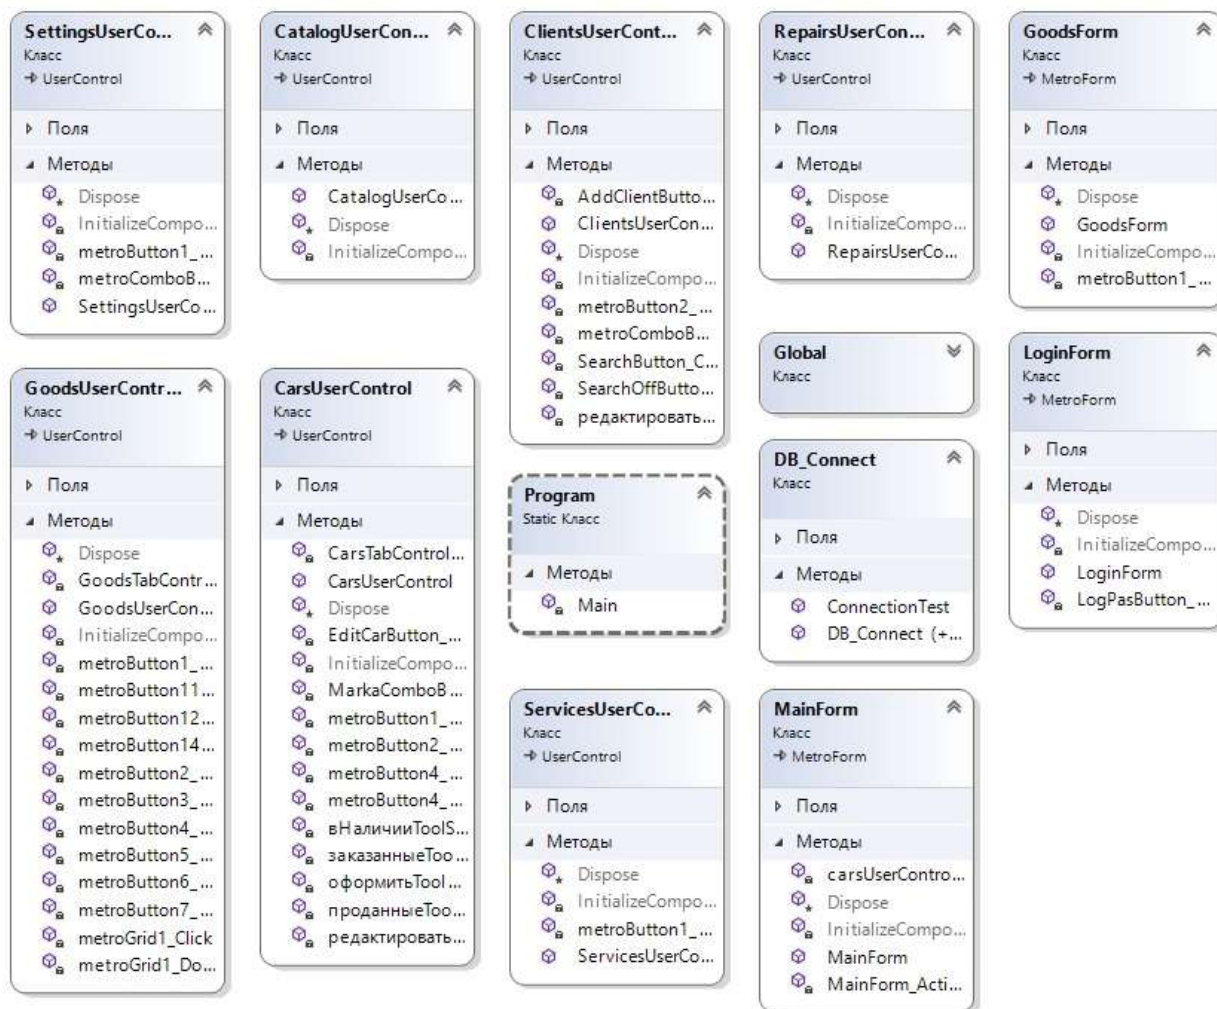 SettingsUserCo...
Класс
UserControl
Поля
Методы
Dispose
InitializeCompo...
metroButton1_...
metroComboB...
SettingsUserCo...
CatalogUserCon...
Класс
UserControl
Поля
Методы
CatalogUserCo...
Dispose
InitializeCompo...
ClientsUserCont...
Класс
UserControl
Поля
Методы
AddClientButto...
ClientsUserCon...
Dispose
InitializeCompo...
metroButton2_...
metroComboB...
SearchButton_C...
SearchOffButto...
редактировать...
RepairsUserCon...
Класс
UserControl
Поля
Методы
Dispose
InitializeCompo...
RepairsUserCo...
GoodsForm
Класс
MetroForm
Поля
Методы
Dispose
GoodsForm
InitializeCompo...
metroButton1_...
GoodsUserContr...
Класс
UserControl
Поля
Методы
Dispose
GoodsTabContr...
GoodsUserCon...
InitializeCompo...
metroButton1_...
metroButton11...
metroButton12...
metroButton14...
metroButton2_...
metroButton3_...
metroButton4_...
metroButton5_...
metroButton6_...
metroButton7_...
metroGrid1_Click
metroGrid1_Do...
CarsUserControl
Класс
UserControl
Поля
Методы
CarsTabControl...
CarsUserControl
Dispose
EditCarButton_...
InitializeCompo...
MarkaComboB...
metroButton1_...
metroButton2_...
metroButton4_...
metroButton4_...
вНаличииToolS...
заказанныеToo...
оформитьTool...
проданныеToo...
редактировать...
Program
Static Класс
Методы
Main
Global
Класс
DB_Connect
Класс
Поля
Методы
ConnectionTest
DB_Connect (+...
LoginForm
Класс
MetroForm
Поля
Методы
Dispose
InitializeCompo...
LoginForm
LogPasButton_...
ServicesUserCo...
Класс
UserControl
Поля
Методы
Dispose
InitializeCompo...
metroButton1_...
ServicesUserCo...
MainForm
Класс
MetroForm
Поля
Методы
carsUserContro...
Dispose
InitializeCompo...
MainForm
MainForm_Acti...